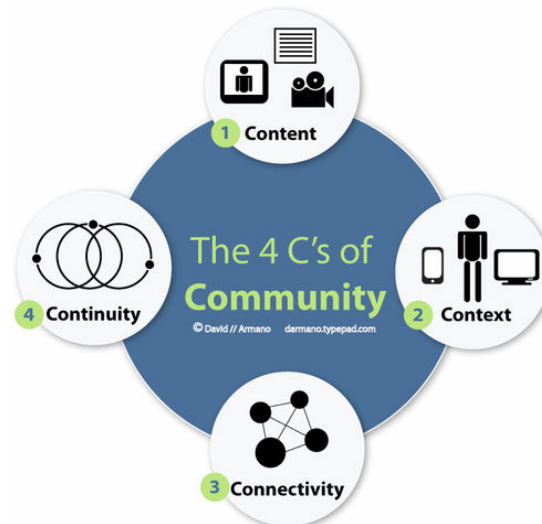 1 Content
The 4 C's of
Community
© David // Armano darmano.typepad.com
2 Context
3 Connectivity
4 Continuity